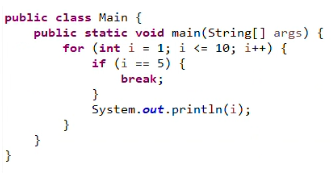 public class Main {
    public static void main(String[] args) {
        for (int i = 1; i <= 10; i++) {
            if (i == 5) {
                break;
            }
            System.out.println(i);
        }
    }
}